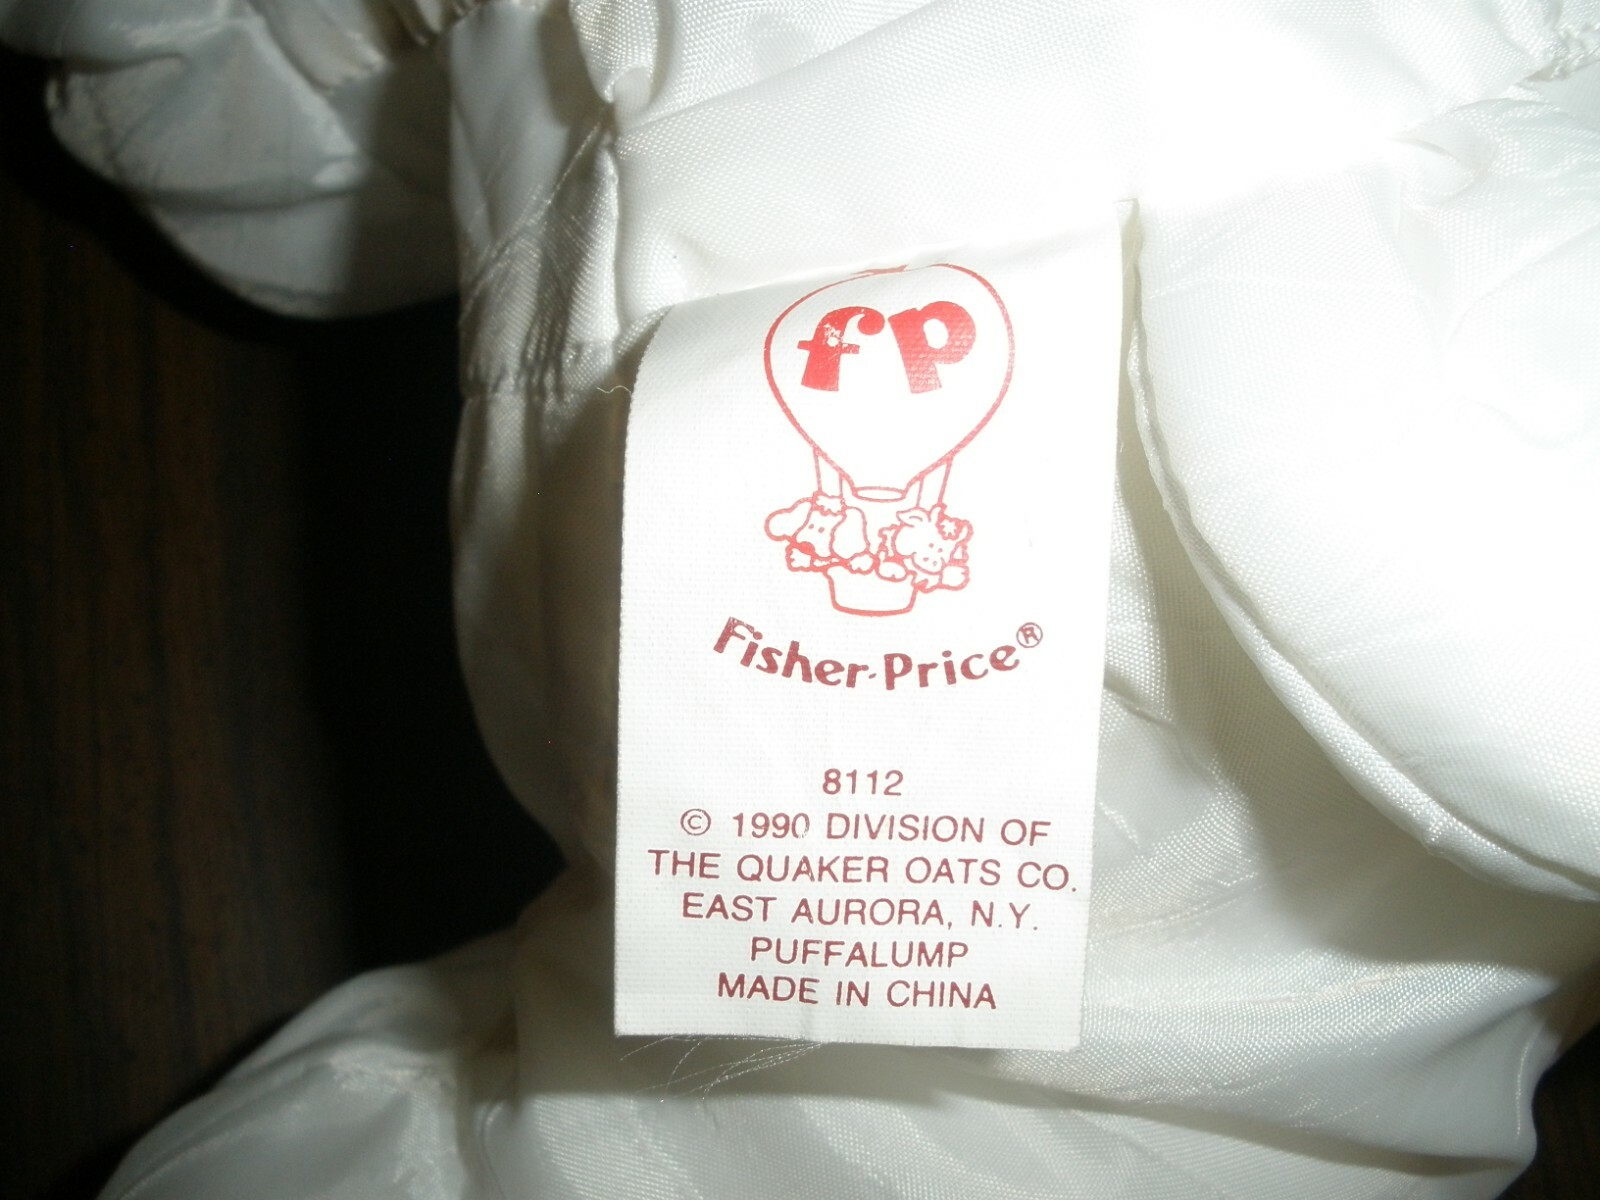 fp
Fisher-Price®
8112
© 1990 DIVISION OF
THE QUAKER OATS CO.
EAST AURORA, N.Y.
PUFFALUMP
MADE IN CHINA